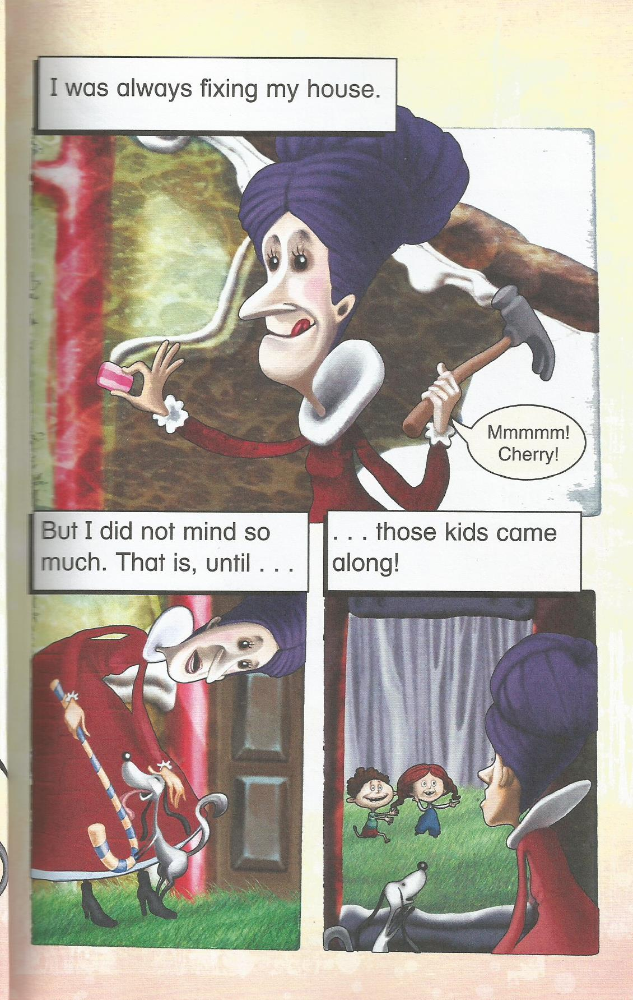 I was always fixing my house.
Mmmmm!
Cherry!
But I did not mind so
much. That is, until . . .
. . . those kids came
along!